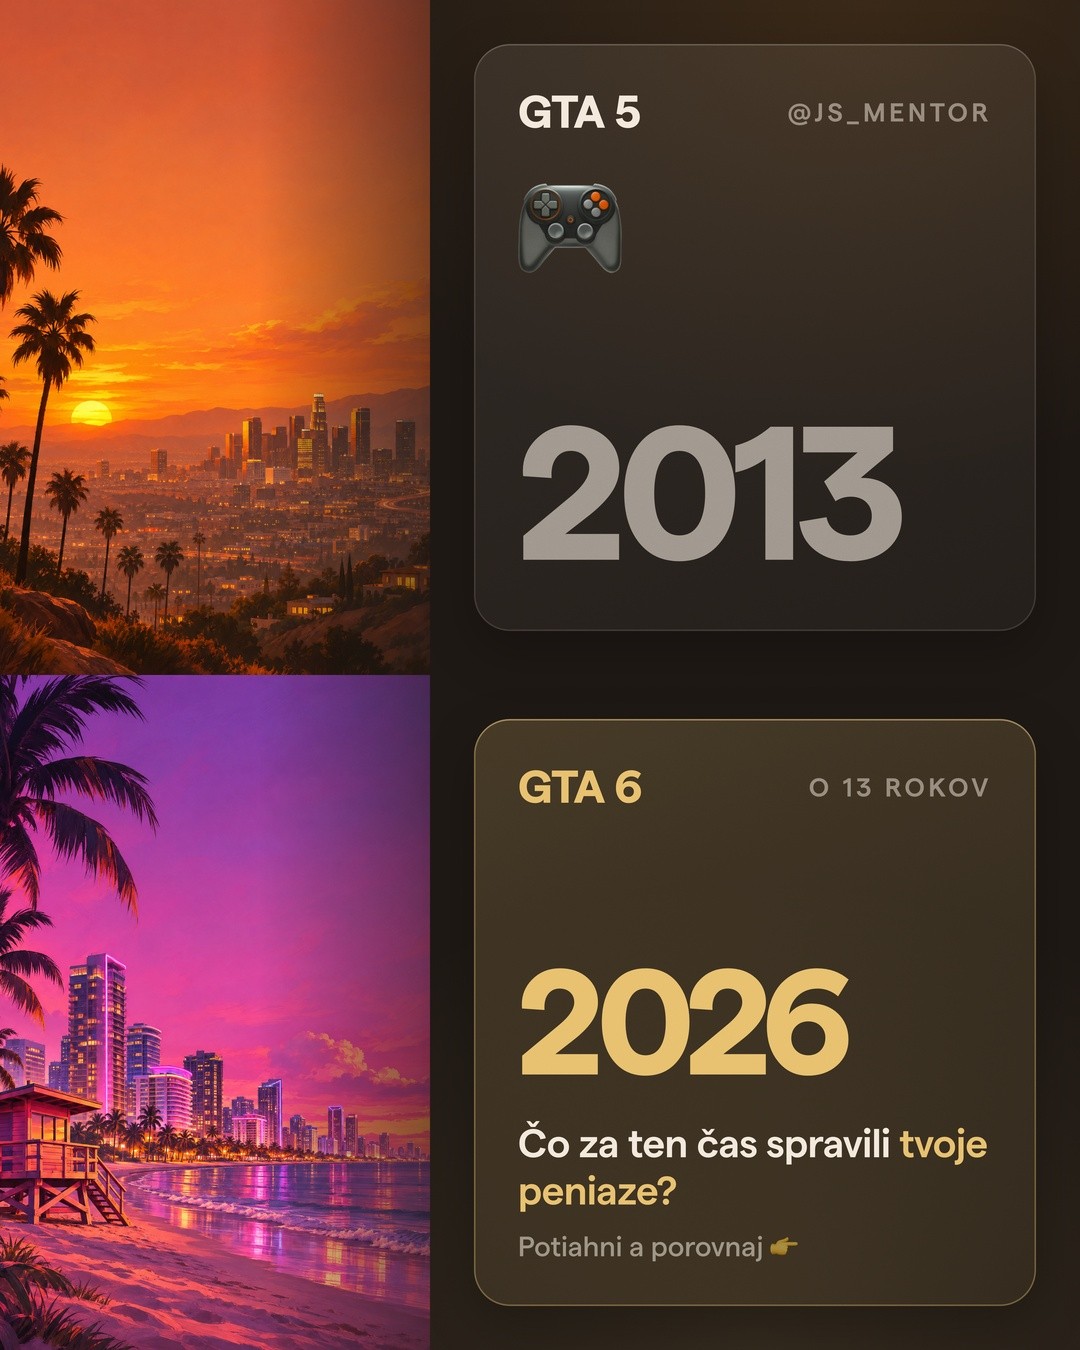 GTA 5
@JS_MENTOR
2013
GTA 6
O 13 ROKOV
2026
Čo za ten čas spravili tvoje
peniaze?
Potiahni a porovnaj 👉